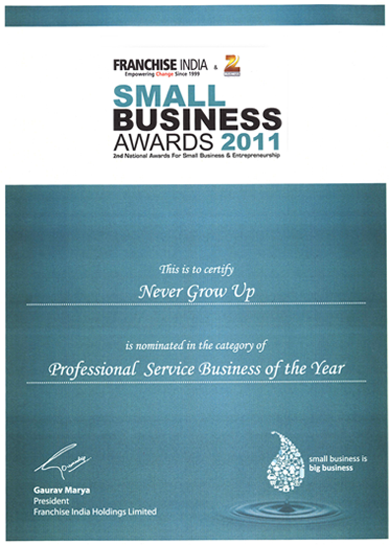 FRANCHISE INDIA & Z
Empowering Change Since 1999
SMALL
BUSINESS
AWARDS 2011
2nd National Awards For Small Business & Entrepreneurship
This is to certify
Never Grow Up
is nominated in the category of
Professional Service Business of the Year
Gaurav Marya
President
Franchise India Holdings Limited
small business is
big business